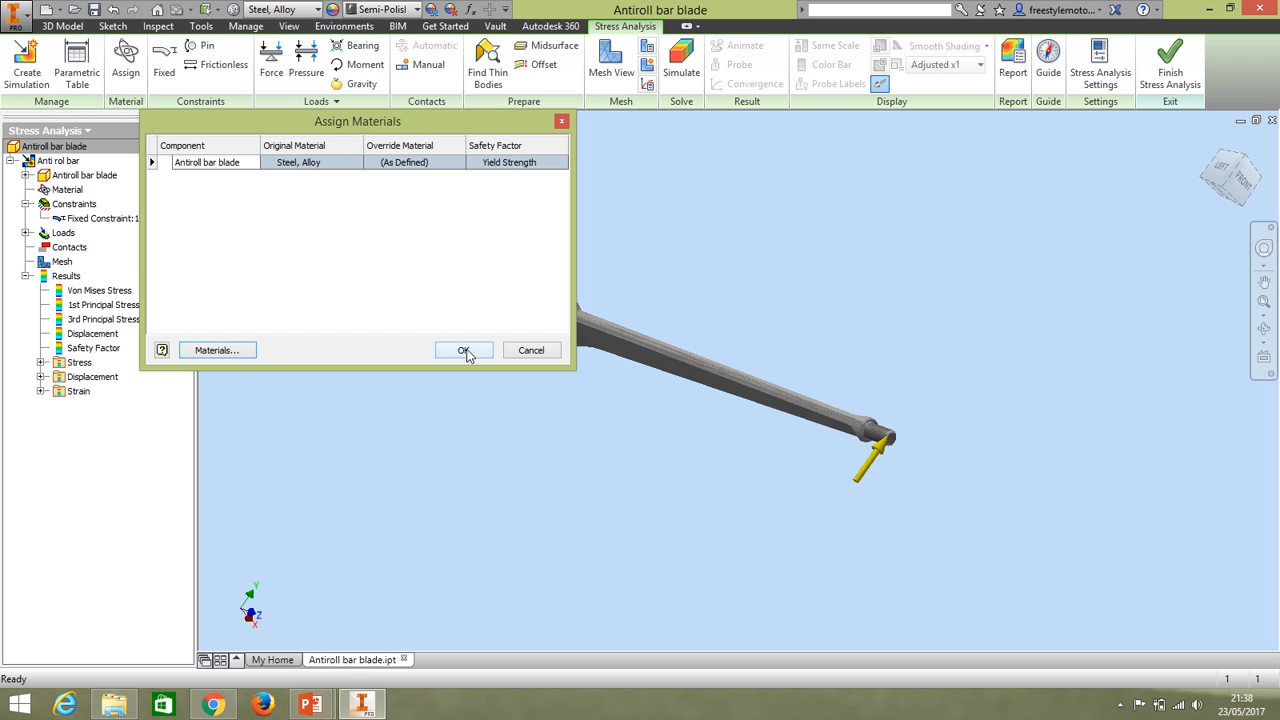 Steel, Alloy
Semi-Polisl
Antiroll bar blade
freestylemoto...
PRO
3D Model Sketch Inspect Tools Manage View Environments BIM Get Started Vault Autodesk 360 Stress Analysis
Create Simulation
Parametric Table
Assign
Fixed
Pin
Frictionless
Force
Pressure
Bearing
Moment
Gravity
Automatic
Manual
Find Thin Bodies
Midsurface
Offset
Mesh View
Simulate
Animate
Probe
Convergence
Same Scale
Color Bar
Probe Labels
Smooth Shading
Adjusted x1
Report
Guide
Stress Analysis Settings
Finish Stress Analysis
Manage Material Constraints Loads Contacts Prepare Mesh Solve Result Display Report Guide Settings Exit
Stress Analysis
Antiroll bar blade
Anti rol bar
Antiroll bar blade
Material
Constraints
Fixed Constraint:1
Loads
Contacts
Mesh
Results
Von Mises Stress
1st Principal Stress
3rd Principal Stress
Displacement
Safety Factor
Stress
Displacement
Strain
Assign Materials
Component Original Material Override Material Safety Factor
Antiroll bar blade Steel, Alloy (As Defined) Yield Strength
Materials... OK Cancel
LEFT FRONT
Y
Z
X
My Home Antiroll bar blade.ipt
Ready 1 1
PRO
21:38
23/05/2017